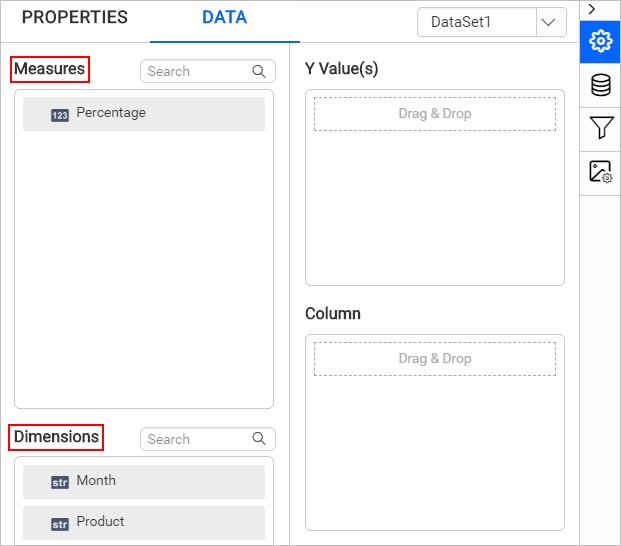 PROPERTIES
DATA
DataSet1
Measures
Search
123 Percentage
Dimensions
Search
str Month
str Product
Y Value(s)
Drag & Drop
Column
Drag & Drop